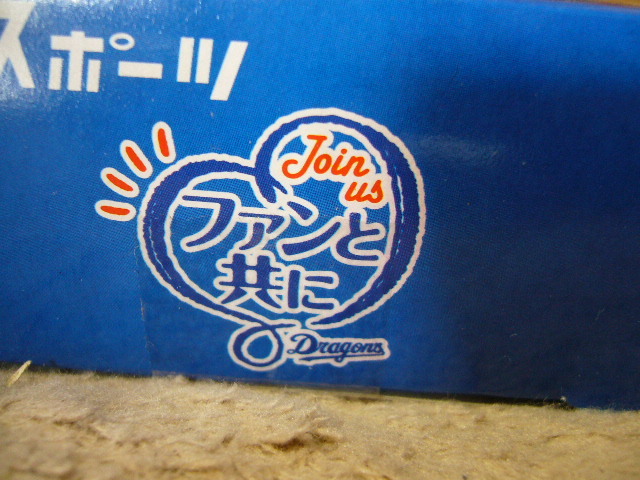 スポーツ
Join
us
ファンと
共に
Dragons